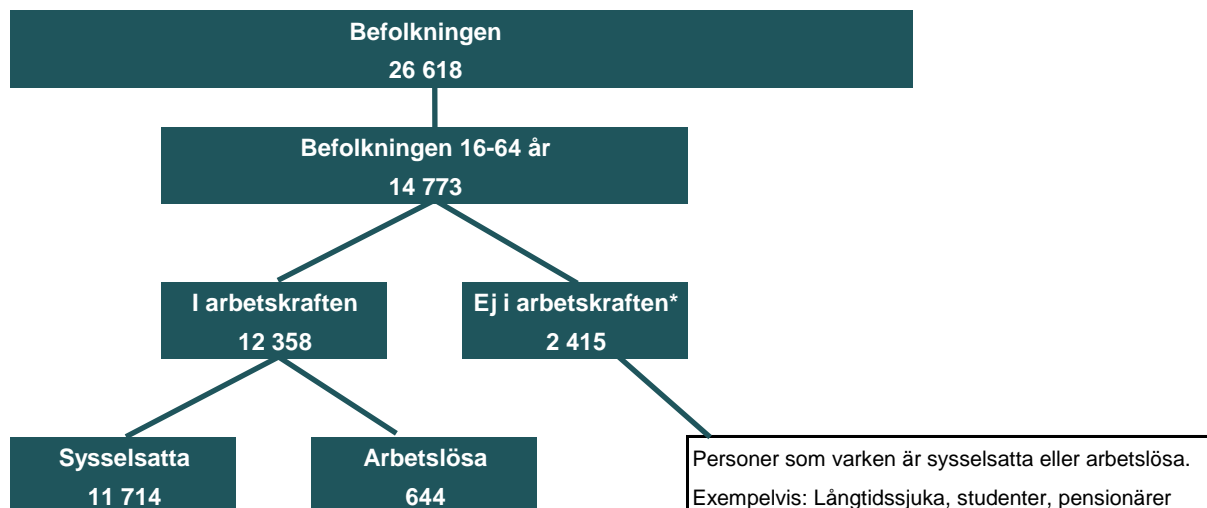 Befolkningen
26 618
Befolkningen 16-64 år
14 773
I arbetskraften
12 358
Ej i arbetskraften*
2 415
Sysselsatta
11 714
Arbetslösa
644
Personer som varken är sysselsatta eller arbetslösa.
Exempelvis: Långtidssjuka, studenter, pensionärer